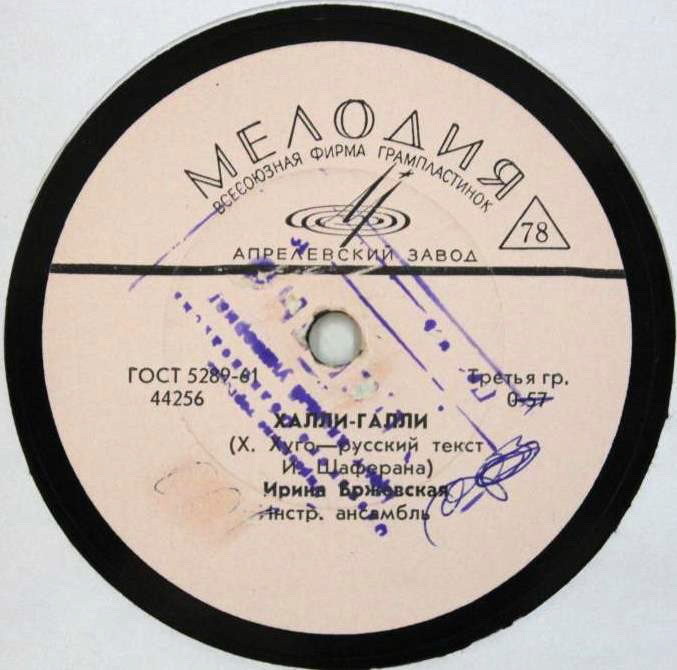 МЕЛОДИЯ
ВСЕСОЮЗНАЯ ФИРМА ГРАМПЛАСТИНОК
78
АПРЕЛЕВСКИЙ ЗАВОД
ГОСТ 5289-61
Третья гр.
44256
0-57
ХАЛЛИ-ГАЛЛИ
(Х. Хуго—русский текст
И. Шаферана)
Ирина Бржевская
инстр. ансамбль